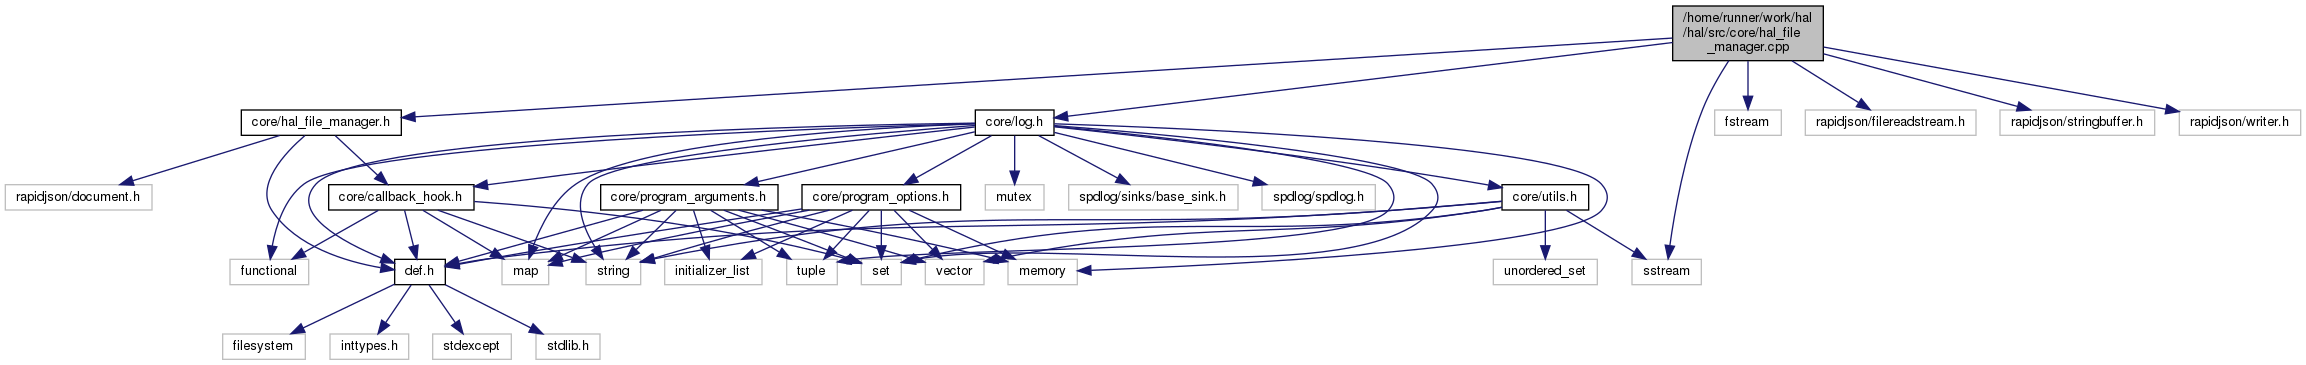 /home/runner/work/hal
/hal/src/core/hal_file
_manager.cpp
core/hal_file_manager.h
core/log.h
fstream
rapidjson/filereadstream.h
rapidjson/stringbuffer.h
rapidjson/writer.h
rapidjson/document.h
core/callback_hook.h
core/program_arguments.h
core/program_options.h
mutex
spdlog/sinks/base_sink.h
spdlog/spdlog.h
core/utils.h
functional
def.h
map
string
initializer_list
tuple
set
vector
memory
unordered_set
sstream
filesystem
inttypes.h
stdexcept
stdlib.h